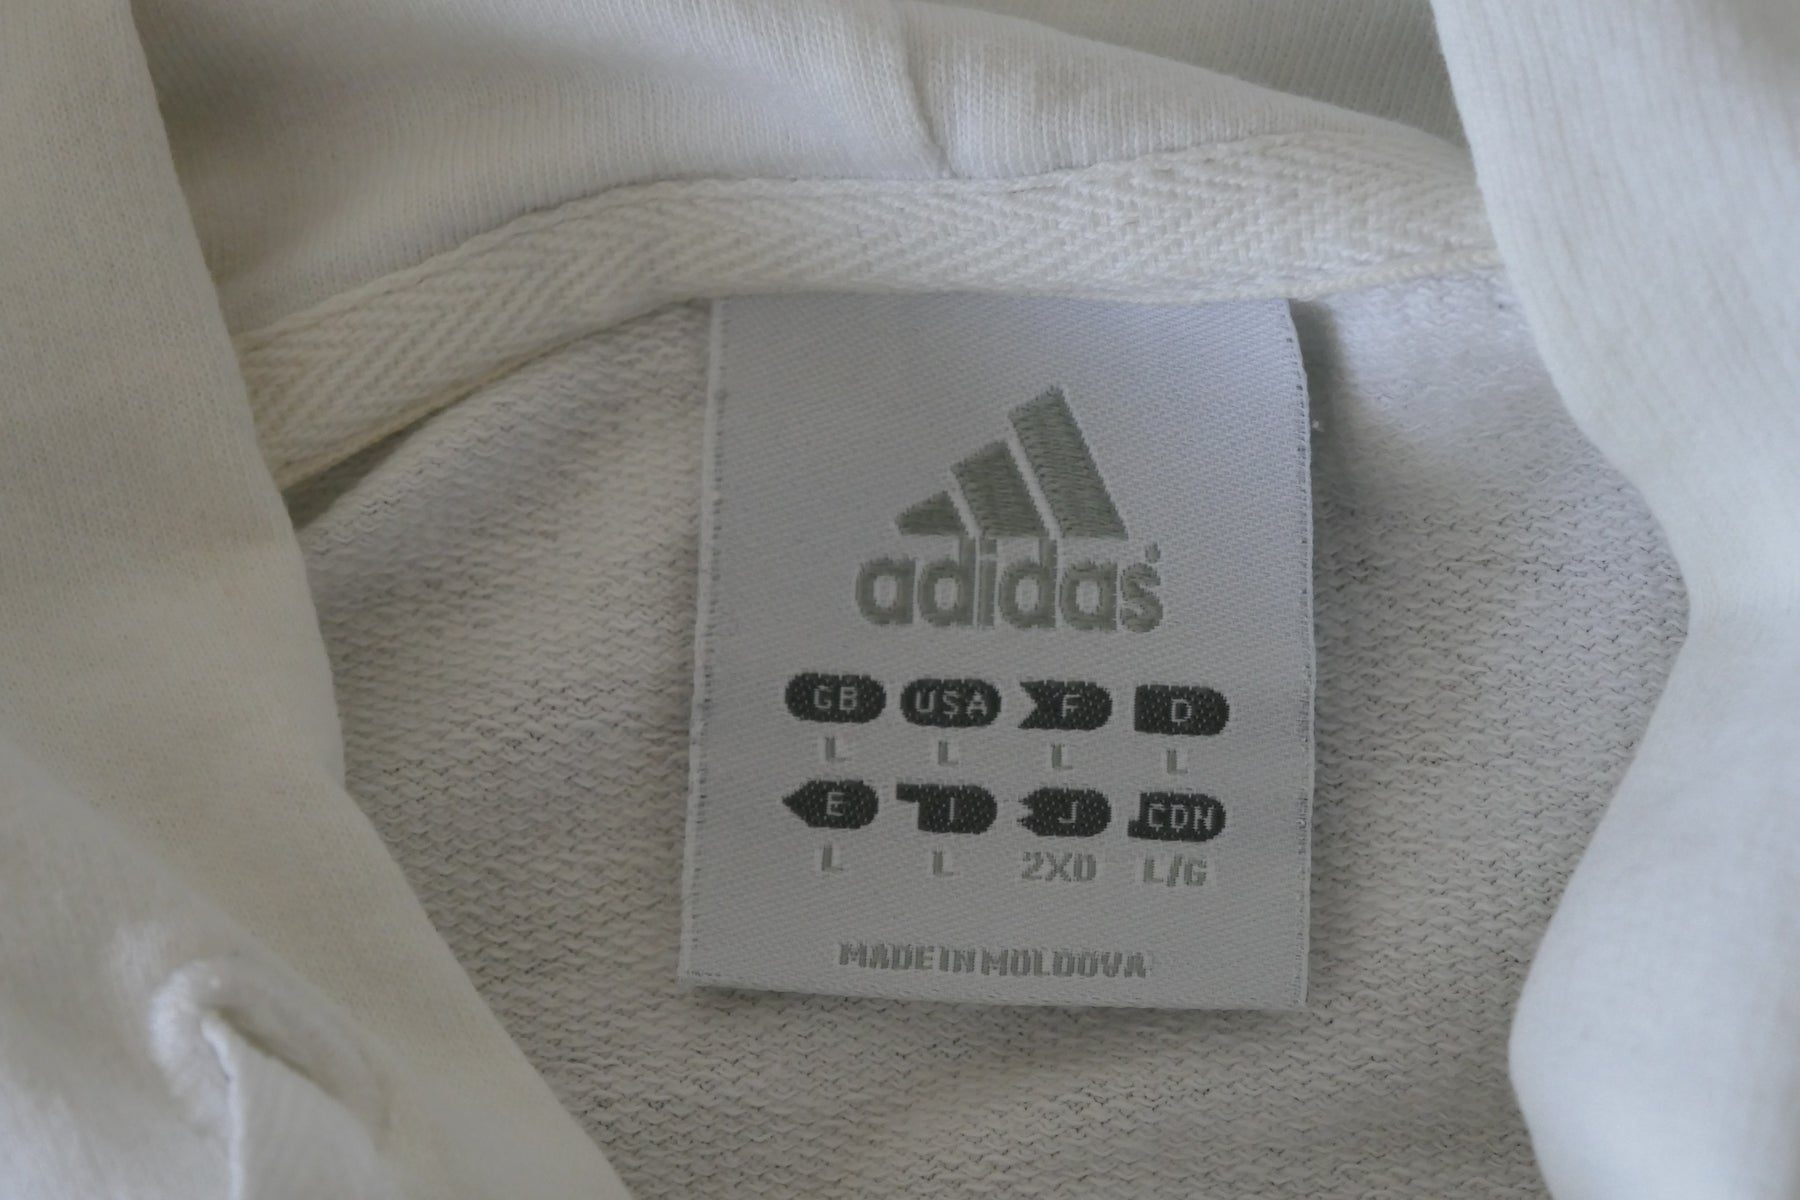 adidas
GB USA F D
L L L L
E I J CDN
L L 2XO L/G
MADE IN MOLDOVA